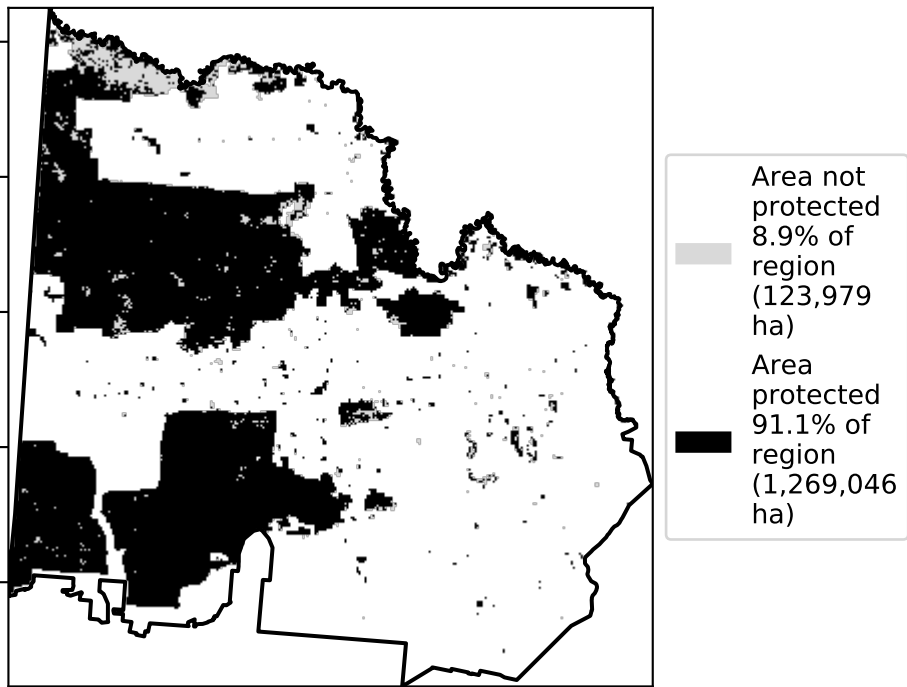 Area not
protected
8.9% of
region
(123,979
ha)
Area
protected
91.1% of
region
(1,269,046
ha)